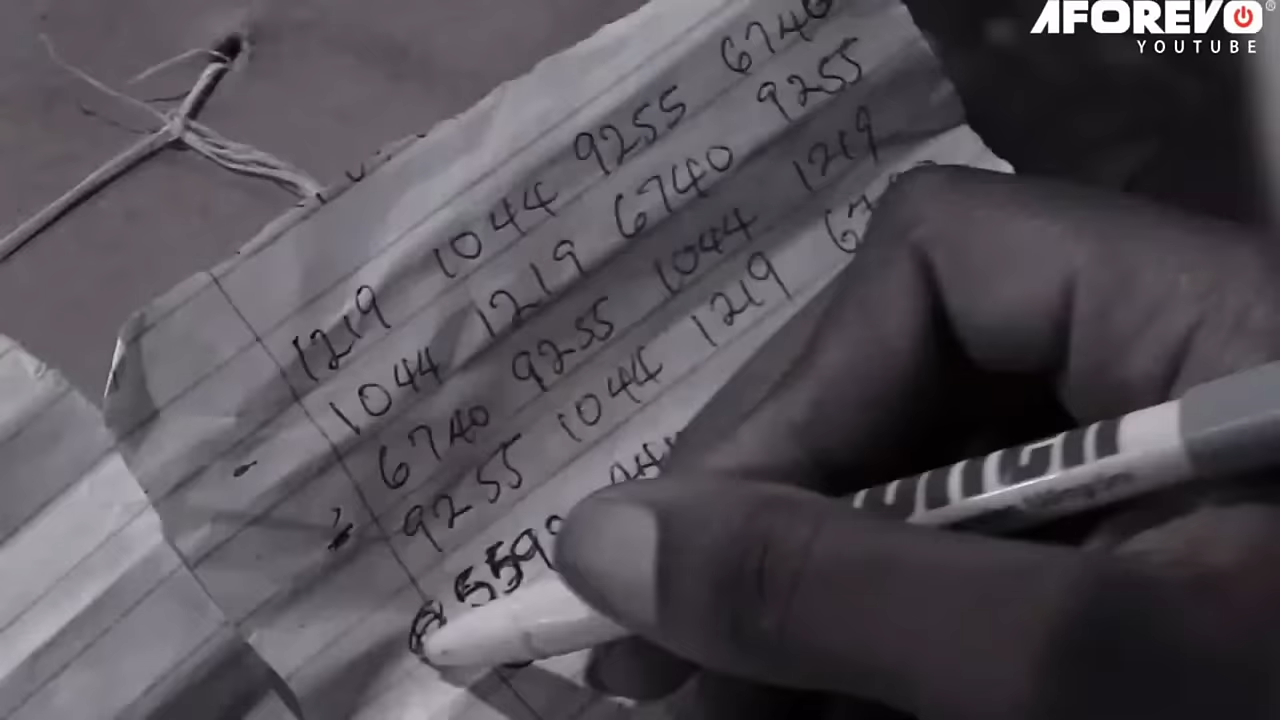 AFOREVO
YOUTUBE
1219 1044 9255 6740
1044 1219 6740 9255
6740 9255 1044 1219
9255 1044 1219